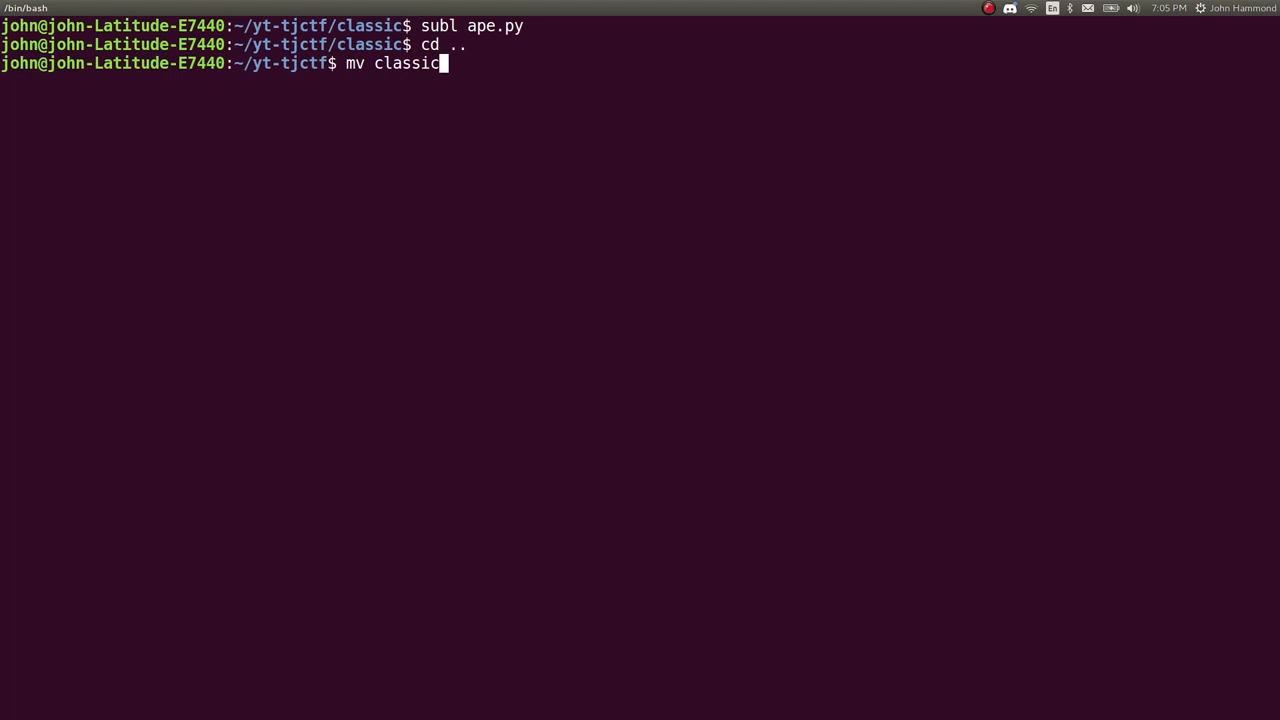 /bin/bash
En
7:05 PM
John Hammond
john@john-Latitude-E7440:~/yt-tjctf/classic$ subl ape.py
john@john-Latitude-E7440:~/yt-tjctf/classic$ cd ..
john@john-Latitude-E7440:~/yt-tjctf$ mv classic